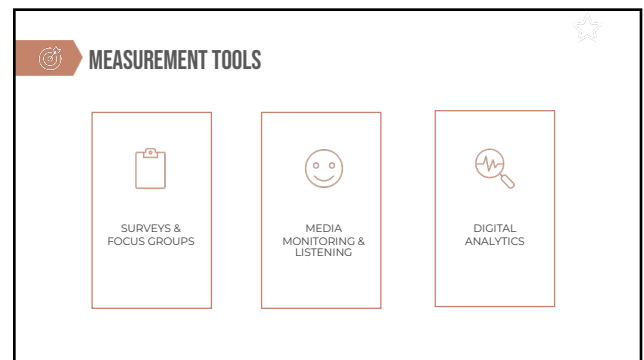 MEASUREMENT TOOLS
SURVEYS &
FOCUS GROUPS
MEDIA
MONITORING &
LISTENING
DIGITAL
ANALYTICS